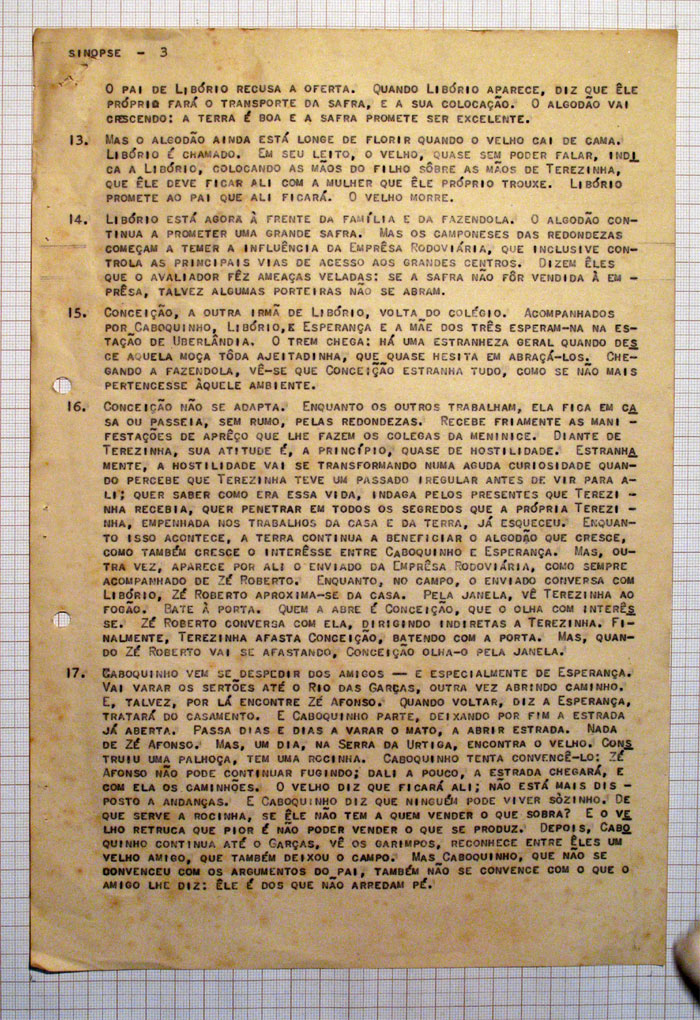 SINOPSE - 3
O PAI DE LIBÓRIO RECUSA A OFERTA. QUANDO LIBÓRIO APARECE, DIZ QUE ÊLE
PRÓPRIO FARÁ O TRANSPORTE DA SAFRA, E A SUA COLOCAÇÃO. O ALGODÃO VAI
CRESCENDO: A TERRA É BOA E A SAFRA PROMETE SER EXCELENTE.
13. MAS O ALGODÃO AINDA ESTÁ LONGE DE FLORIR QUANDO O VELHO CAI DE CAMA.
LIBÓRIO É CHAMADO. EM SEU LEITO, O VELHO, QUASE SEM PODER FALAR, INDI
CA A LIBÓRIO, COLOCANDO AS MÃOS DO FILHO SÔBRE AS MÃOS DE TEREZINHA,
QUE ÊLE DEVE FICAR ALI COM A MULHER QUE ÊLE PRÓPRIO TROUXE. LIBÓRIO
PROMETE AO PAI QUE ALI FICARÁ. O VELHO MORRE.
14. LIBÓRIO ESTÁ AGORA À FRENTE DA FAMÍLIA E DA FAZENDOLA. O ALGODÃO CON-
TINUA A PROMETER UMA GRANDE SAFRA. MAS OS CAMPONESES DAS REDONDEZAS
COMEÇAM A TEMER A INFLUÊNCIA DA EMPRÊSA RODOVIÁRIA, QUE INCLUSIVE CON-
TROLA AS PRINCIPAIS VIAS DE ACESSO AOS GRANDES CENTROS. DIZEM ÊLES
QUE O AVALIADOR FÊZ AMEAÇAS VELADAS: SE A SAFRA NÃO FÔR VENDIDA À EM -
PRÊSA, TALVEZ ALGUMAS PORTEIRAS NÃO SE ABRAM.
15. CONCEIÇÃO, A OUTRA IRMÃ DE LIBÓRIO, VOLTA DO COLÉGIO. ACOMPANHADOS
POR CABOQUINHO, LIBÓRIO,E ESPERANÇA E A MÃE DOS TRÊS ESPERAM-NA NA ES-
TAÇÃO DE UBERLÂNDIA. O TREM CHEGA: HÁ UMA ESTRANHEZA GERAL QUANDO DES
CE AQUELA MOÇA TÔDA AJEITADINHA, QUE QUASE HESITA EM ABRAÇÁ-LOS. CHE-
GANDO A FAZENDOLA, VÊ-SE QUE CONCEIÇÃO ESTRANHA TUDO, COMO SE NÃO MAIS
PERTENCESSE ÀQUELE AMBIENTE.
16. CONCEIÇÃO NÃO SE ADAPTA. ENQUANTO OS OUTROS TRABALHAM, ELA FICA EM CA
SA OU PASSEIA, SEM RUMO, PELAS REDONDEZAS. RECEBE FRIAMENTE AS MANI -
FESTAÇÕES DE APRÊÇO QUE LHE FAZEM OS COLEGAS DA MENINICE. DIANTE DE
TEREZINHA, SUA ATITUDE É, A PRINCÍPIO, QUASE DE HOSTILIDADE. ESTRANHA
MENTE, A HOSTILIDADE VAI SE TRANSFORMANDO NUMA AGUDA CURIOSIDADE QUAN-
DO PERCEBE QUE TEREZINHA TEVE UM PASSADO IRREGULAR ANTES DE VIR PARA A-
LI; QUER SABER COMO ERA ESSA VIDA, INDAGA PELOS PRESENTES QUE TEREZI -
NHA RECEBIA, QUER PENETRAR EM TODOS OS SEGREDOS QUE A PRÓPRIA TEREZI -
NHA, EMPENHADA NOS TRABALHOS DA CASA E DA TERRA, JÁ ESQUECEU. ENQUAN-
TO ISSO ACONTECE, A TERRA CONTINUA A BENEFICIAR O ALGODÃO QUE CRESCE,
COMO TAMBÉM CRESCE O INTERÊSSE ENTRE CABOQUINHO E ESPERANÇA. MAS, OU-
TRA VEZ, APARECE POR ALI O ENVIADO DA EMPRÊSA RODOVIÁRIA, COMO SEMPRE
ACOMPANHADO DE ZÉ ROBERTO. ENQUANTO, NO CAMPO, O ENVIADO CONVERSA COM
LIBÓRIO, ZÉ ROBERTO APROXIMA-SE DA CASA. PELA JANELA, VÊ TEREZINHA AO
FOGÃO. BATE À PORTA. QUEM A ABRE É CONCEIÇÃO, QUE O OLHA COM INTERÊS
SE. ZÉ ROBERTO CONVERSA COM ELA, DIRIGINDO INDIRETAS A TEREZINHA. FI-
NALMENTE, TEREZINHA AFASTA CONCEIÇÃO, BATENDO COM A PORTA. MAS, QUAN-
DO ZÉ ROBERTO VAI SE AFASTANDO, CONCEIÇÃO OLHA-O PELA JANELA.
17. CABOQUINHO VEM SE DESPEDIR DOS AMIGOS — E ESPECIALMENTE DE ESPERANÇA.
VAI VARAR OS SERTÕES ATÉ O RIO DAS GARÇAS, OUTRA VEZ ABRINDO CAMINHO.
E, TALVEZ, POR LÁ ENCONTRE ZÉ AFONSO. QUANDO VOLTAR, DIZ A ESPERANÇA,
TRATARÁ DO CASAMENTO. E CABOQUINHO PARTE, DEIXANDO POR FIM A ESTRADA
JÁ ABERTA. PASSA DIAS E DIAS A VARAR O MATO, A ABRIR ESTRADA. NADA
DE ZÉ AFONSO. MAS, UM DIA, NA SERRA DA URTIGA, ENCONTRA O VELHO. CONS
TRUIU UMA PALHOÇA, TEM UMA ROCINHA. CABOQUINHO TENTA CONVENCÊ-LO: ZÉ
AFONSO NÃO PODE CONTINUAR FUGINDO; DALI A POUCO, A ESTRADA CHEGARÁ, E
COM ELA OS CAMINHÕES. O VELHO DIZ QUE FICARÁ ALI; NÃO ESTÁ MAIS DIS -
POSTO A ANDANÇAS. E CABOQUINHO DIZ QUE NINGUÉM PODE VIVER SÒZINHO. DE
QUE SERVE A ROCINHA, SE ÊLE NÃO TEM A QUEM VENDER O QUE SOBRA? E O VE
LHO RETRUCA QUE PIOR É NÃO PODER VENDER O QUE SE PRODUZ. DEPOIS, CABO
QUINHO CONTINUA ATÉ O GARÇAS, VÊ OS GARIMPOS, RECONHECE ENTRE ÊLES UM
VELHO AMIGO, QUE TAMBÉM DEIXOU O CAMPO. MAS CABOQUINHO, QUE NÃO SE
DONVENCEU COM OS ARGUMENTOS DO PAI, TAMBÉM NÃO SE CONVENCE COM O QUE O
AMIGO LHE DIZ: ÊLE É DOS QUE NÃO ARREDAM PÉ.